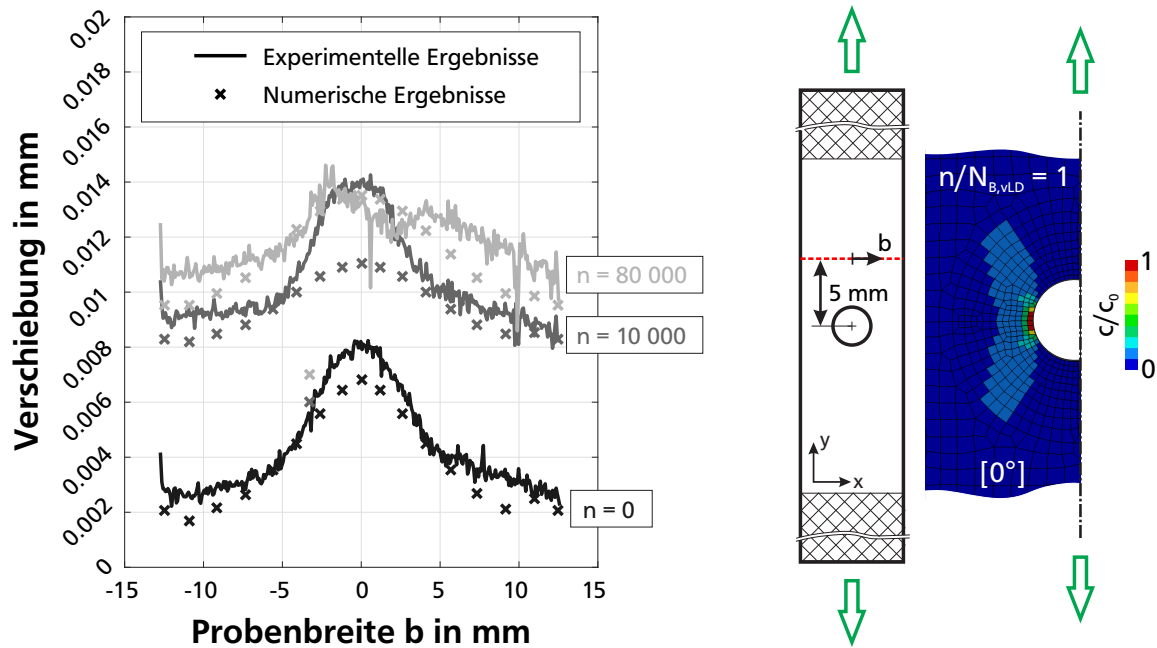 Verschiebung in mm
0.02
0.018
0.016
0.014
0.012
0.01
0.008
0.006
0.004
0.002
0
Experimentelle Ergebnisse
Numerische Ergebnisse
n = 80 000
n = 10 000
n = 0
-15
-10
-5
0
5
10
15
Probenbreite b in mm
b
5 mm
y
x
n/N_B,vLD = 1
[0°]
c/c_0
1
0